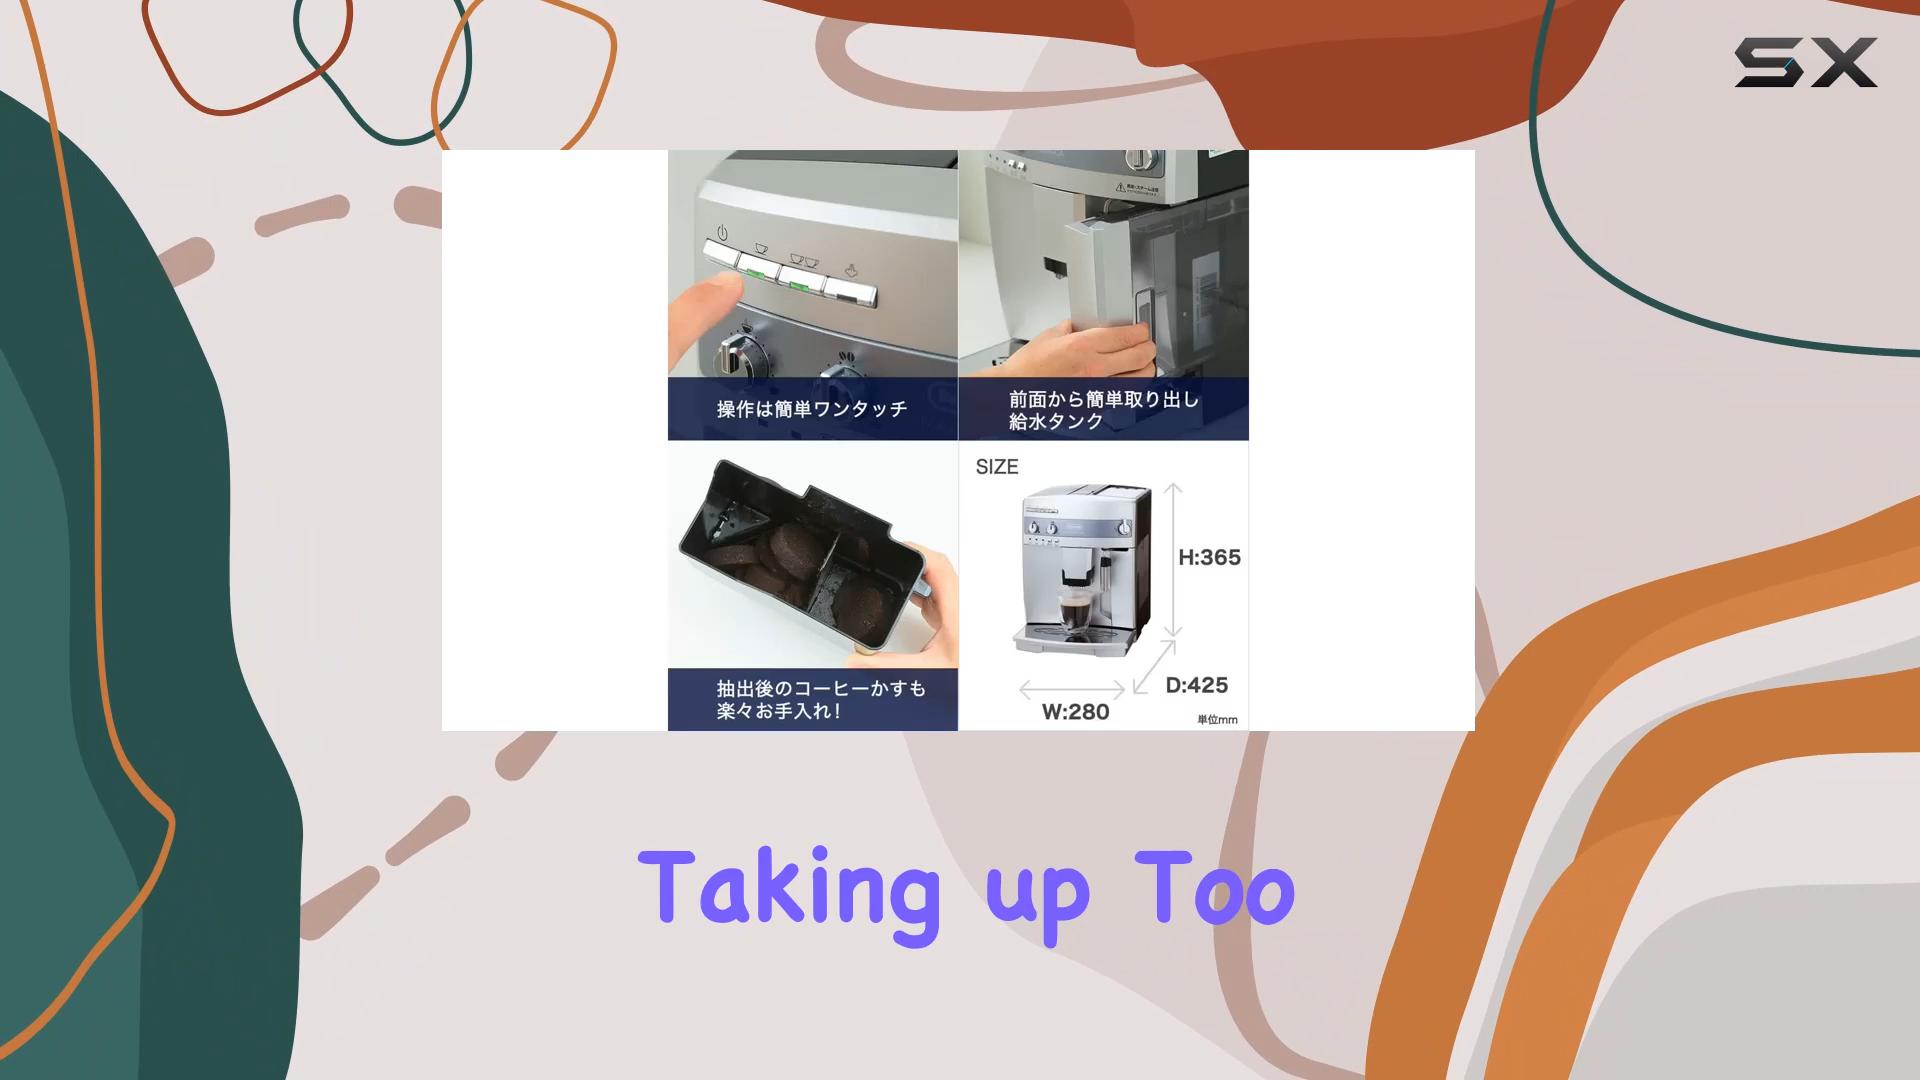 SX
操作は簡単ワンタッチ
前面から簡単取り出し
給水タンク
抽出後のコーヒーかすも
楽々お手入れ!
SIZE
H:365
D:425
W:280
単位mm
Taking up Too